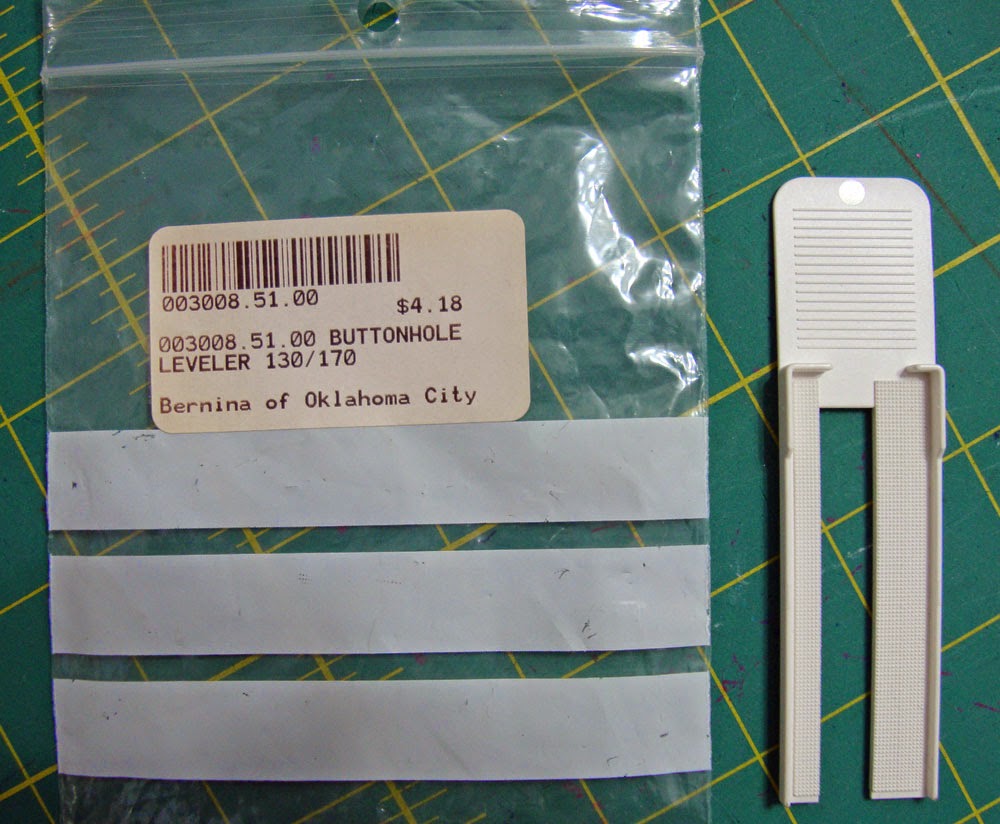 003008.51.00 $4.18
003008.51.00 BUTTONHOLE
LEVELER 130/170
Bernina of Oklahoma City